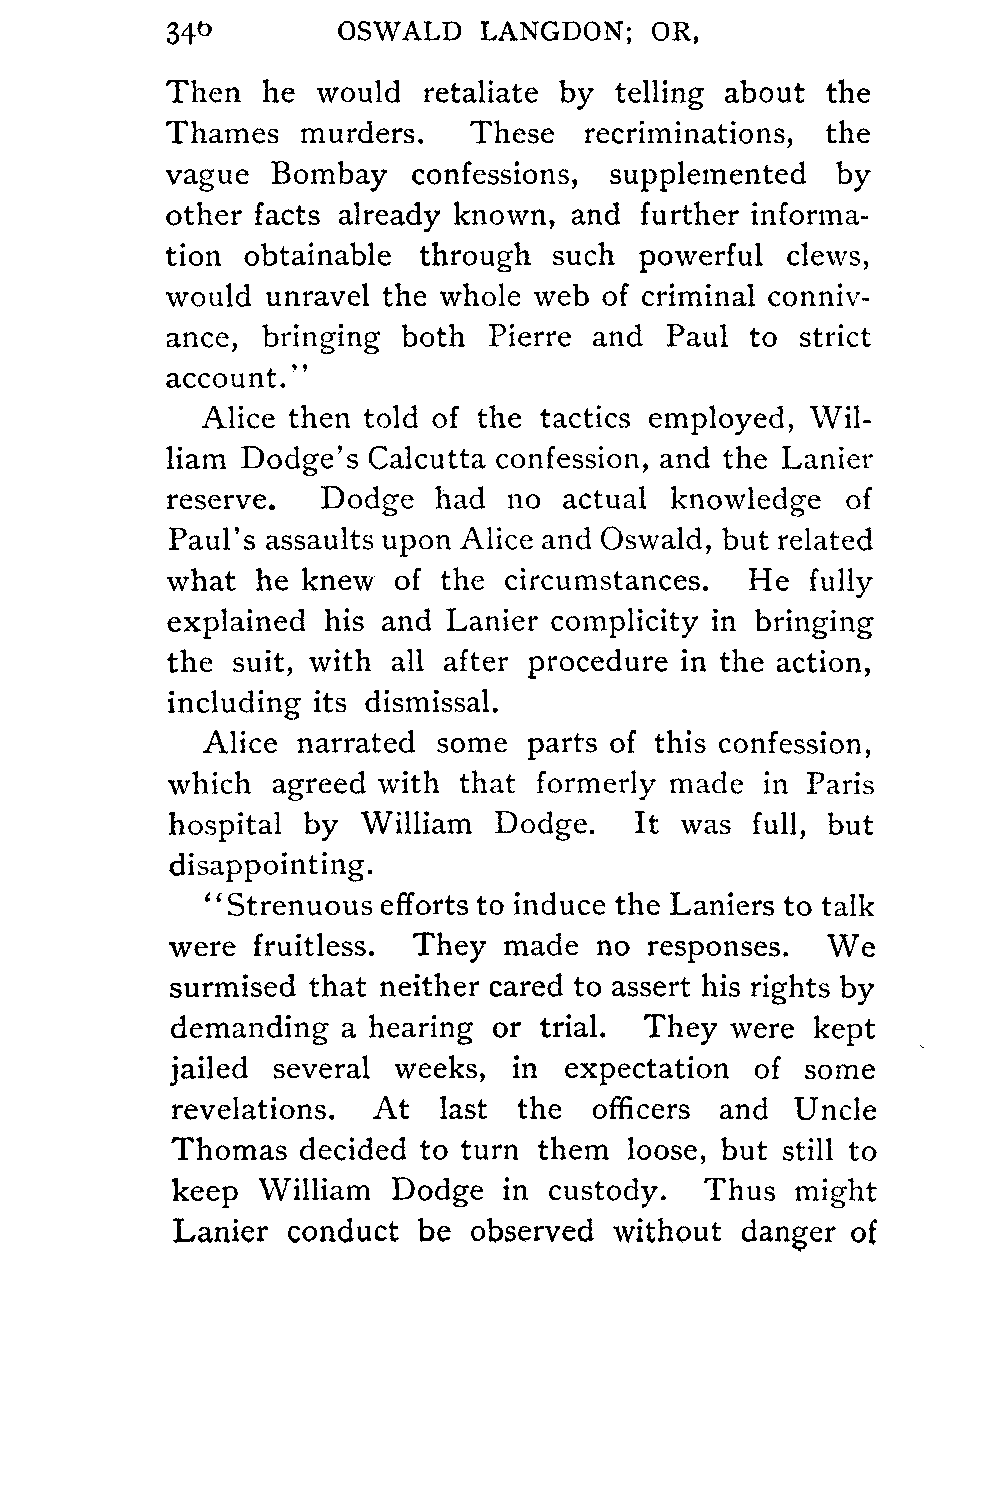 346 OSWALD LANGDON; OR,
Then he would retaliate by telling about the
Thames murders. These recriminations, the
vague Bombay confessions, supplemented by
other facts already known, and further informa-
tion obtainable through such powerful clews,
would unravel the whole web of criminal conniv-
ance, bringing both Pierre and Paul to strict
account.''
Alice then told of the tactics employed, Wil-
liam Dodge's Calcutta confession, and the Lanier
reserve. Dodge had no actual knowledge of
Paul's assaults upon Alice and Oswald, but related
what he knew of the circumstances. He fully
explained his and Lanier complicity in bringing
the suit, with all after procedure in the action,
including its dismissal.
Alice narrated some parts of this confession,
which agreed with that formerly made in Paris
hospital by William Dodge. It was full, but
disappointing.
"Strenuous efforts to induce the Laniers to talk
were fruitless. They made no responses. We
surmised that neither cared to assert his rights by
demanding a hearing or trial. They were kept
jailed several weeks, in expectation of some
revelations. At last the officers and Uncle
Thomas decided to turn them loose, but still to
keep William Dodge in custody. Thus might
Lanier conduct be observed without danger of